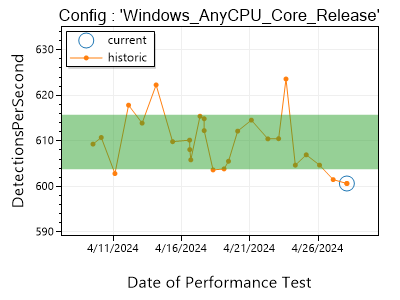 Config : 'Windows_AnyCPU_Core_Release'
current
historic
DetectionsPerSecond
630
620
610
600
590
4/11/2024
4/16/2024
4/21/2024
4/26/2024
Date of Performance Test